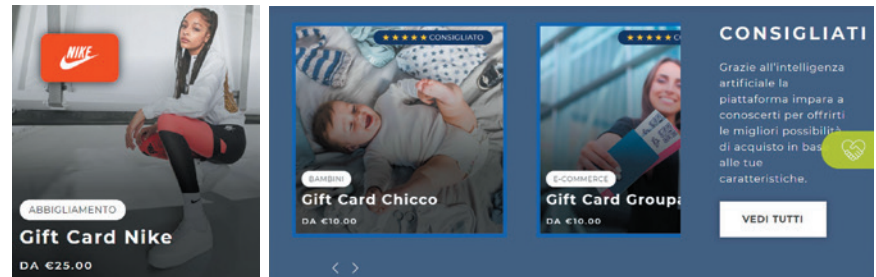 NIKE
ABBIGLIAMENTO
Gift Card Nike
DA €25.00
★★★★★ CONSIGLIATO
BAMBINI
Gift Card Chicco
DA €10.00
★★★★★ C
E-COMMERCE
Gift Card Groupa
DA €10.00
CONSIGLIATI
Grazie all'intelligenza
artificiale la
piattaforma impara a
conoscerti per offrirti
le migliori possibilità
di acquisto in bas
alle tue
caratteristiche.
VEDI TUTTI
< >